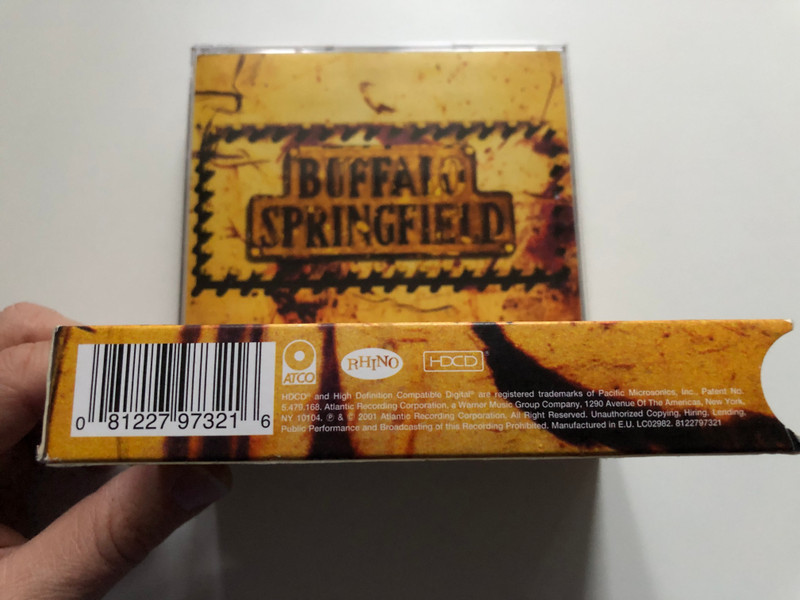 BUFFALO
SPRINGFIELD
0 81227 97321 6
ATCO
RHINO
HDCD®
HDCD® and High Definition Compatible Digital® are registered trademarks of Pacific Microsonics, Inc., Patent No.
5,479,168. Atlantic Recording Corporation, a Warner Music Group Company, 1290 Avenue Of The Americas, New York,
NY 10104. ℗ & © 2001 Atlantic Recording Corporation. All Right Reserved. Unauthorized Copying, Hiring, Lending,
Public Performance and Broadcasting of this Recording Prohibited. Manufactured in E.U. LC02982. 8122797321